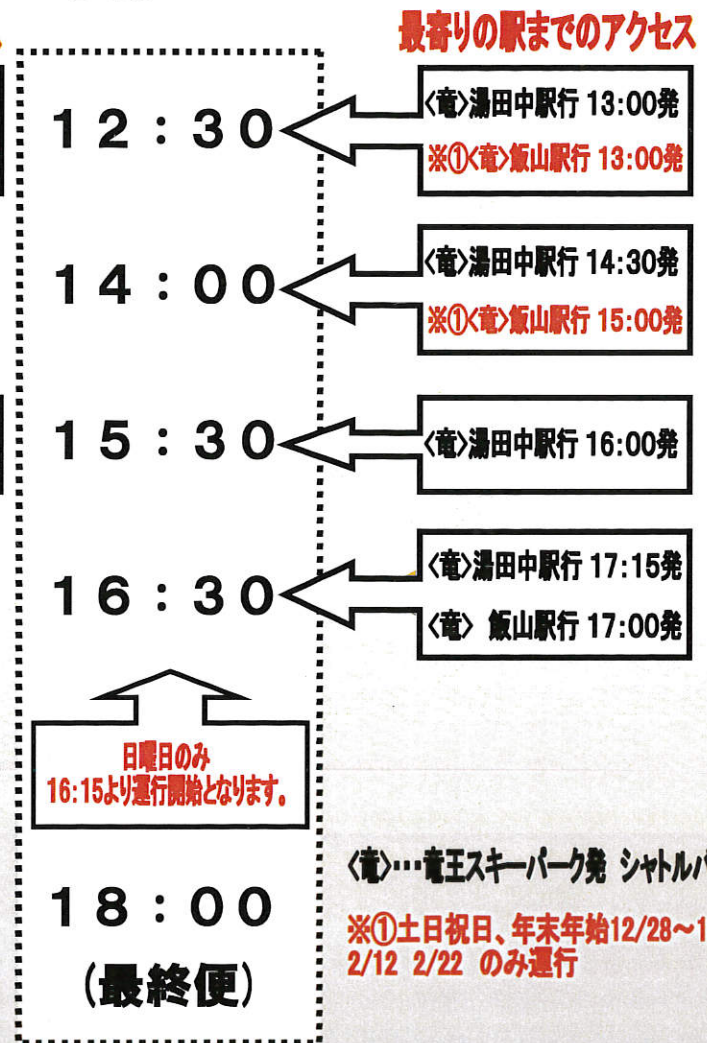 最寄りの駅までのアクセス
12:30
〈竜〉湯田中駅行 13:00発
※①〈竜〉飯山駅行 13:00発
14:00
〈竜〉湯田中駅行 14:30発
※①〈竜〉飯山駅行 15:00発
15:30
〈竜〉湯田中駅行 16:00発
16:30
〈竜〉湯田中駅行 17:15発
〈竜〉 飯山駅行 17:00発
日曜日のみ
16:15より運行開始となります。
18:00
(最終便)
〈竜〉…竜王スキーパーク発 シャトルバ
※①土日祝日、年末年始12/28〜1
2/12 2/22 のみ運行